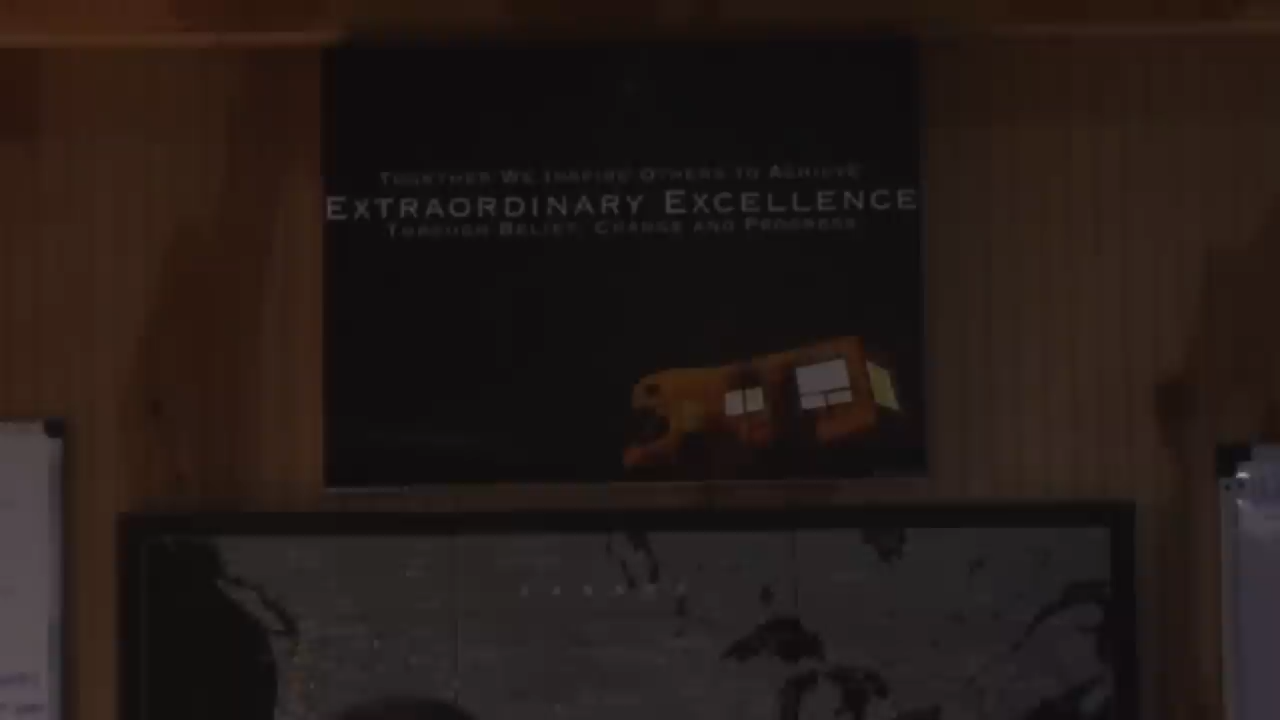 Together We Inspire Others to Achieve
Extraordinary Excellence
Through Belief, Change and Progress